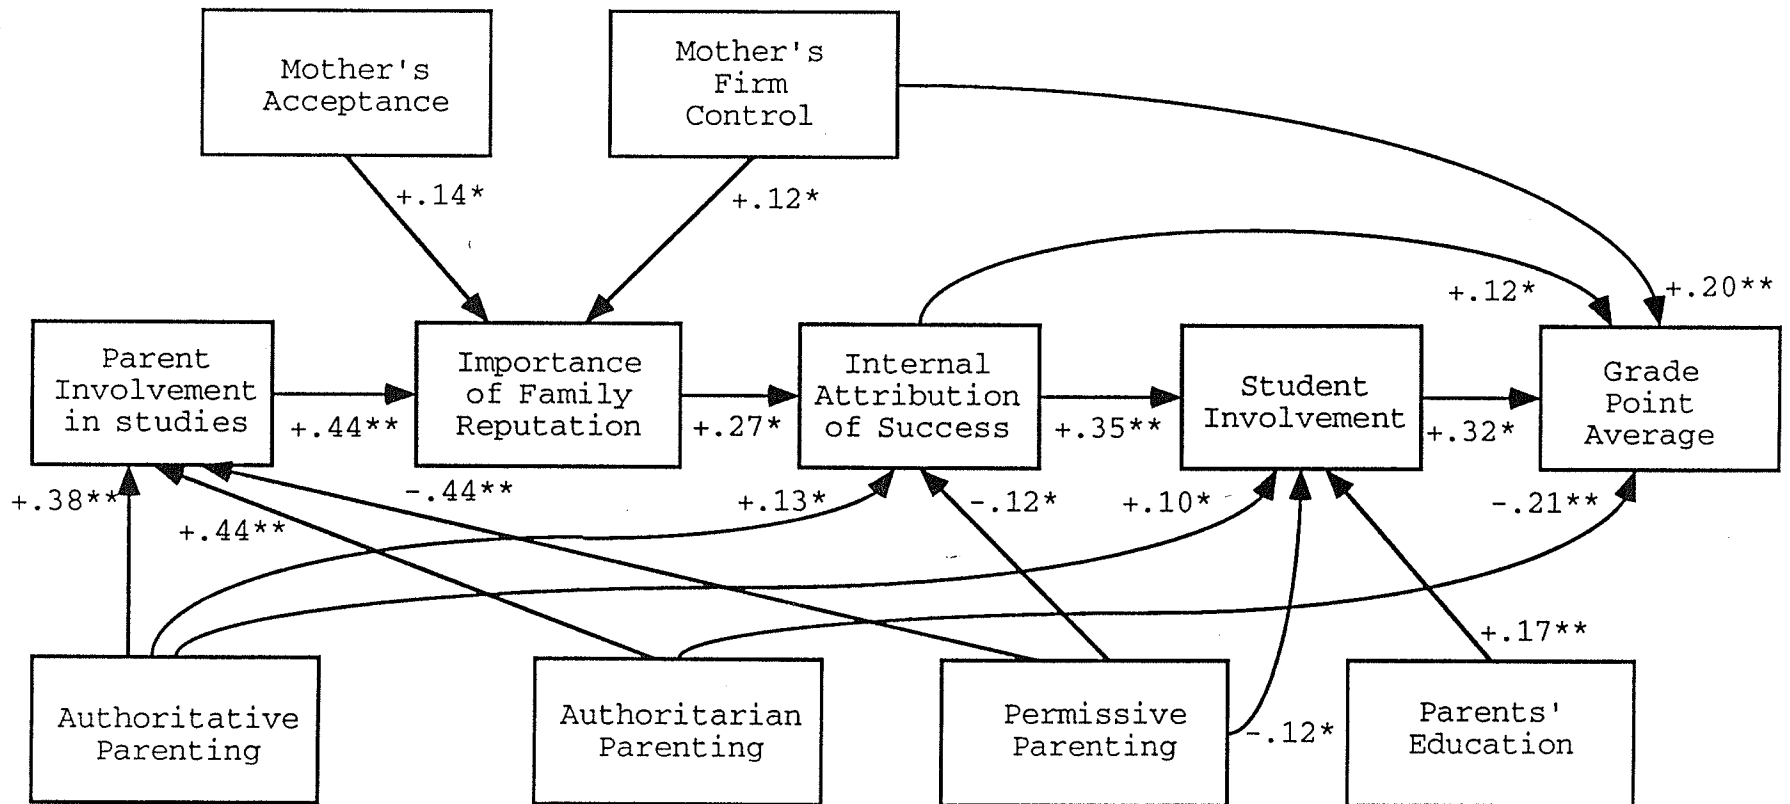 Mother's
Acceptance
Mother's
Firm
Control
+.14*
+.12*
+.12*
+.20**
Parent
Involvement
in studies
+.44**
Importance
of Family
Reputation
+.27*
Internal
Attribution
of Success
+.35**
Student
Involvement
+.32*
Grade
Point
Average
+.38**
+.44**
-.44**
+.13*
-.12*
+.10*
-.21**
+.17**
-.12*
Authoritative
Parenting
Authoritarian
Parenting
Permissive
Parenting
Parents'
Education